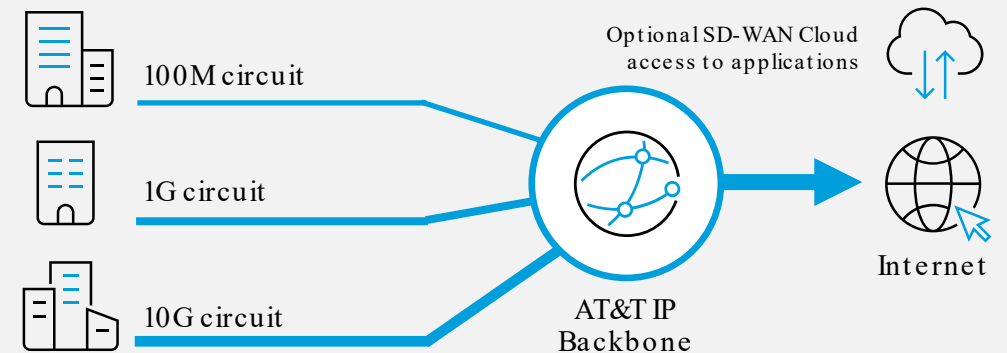 Optional SD-WAN Cloud
access to applications
100M circuit
1G circuit
Internet
10G circuit
AT&T IP
Backbone